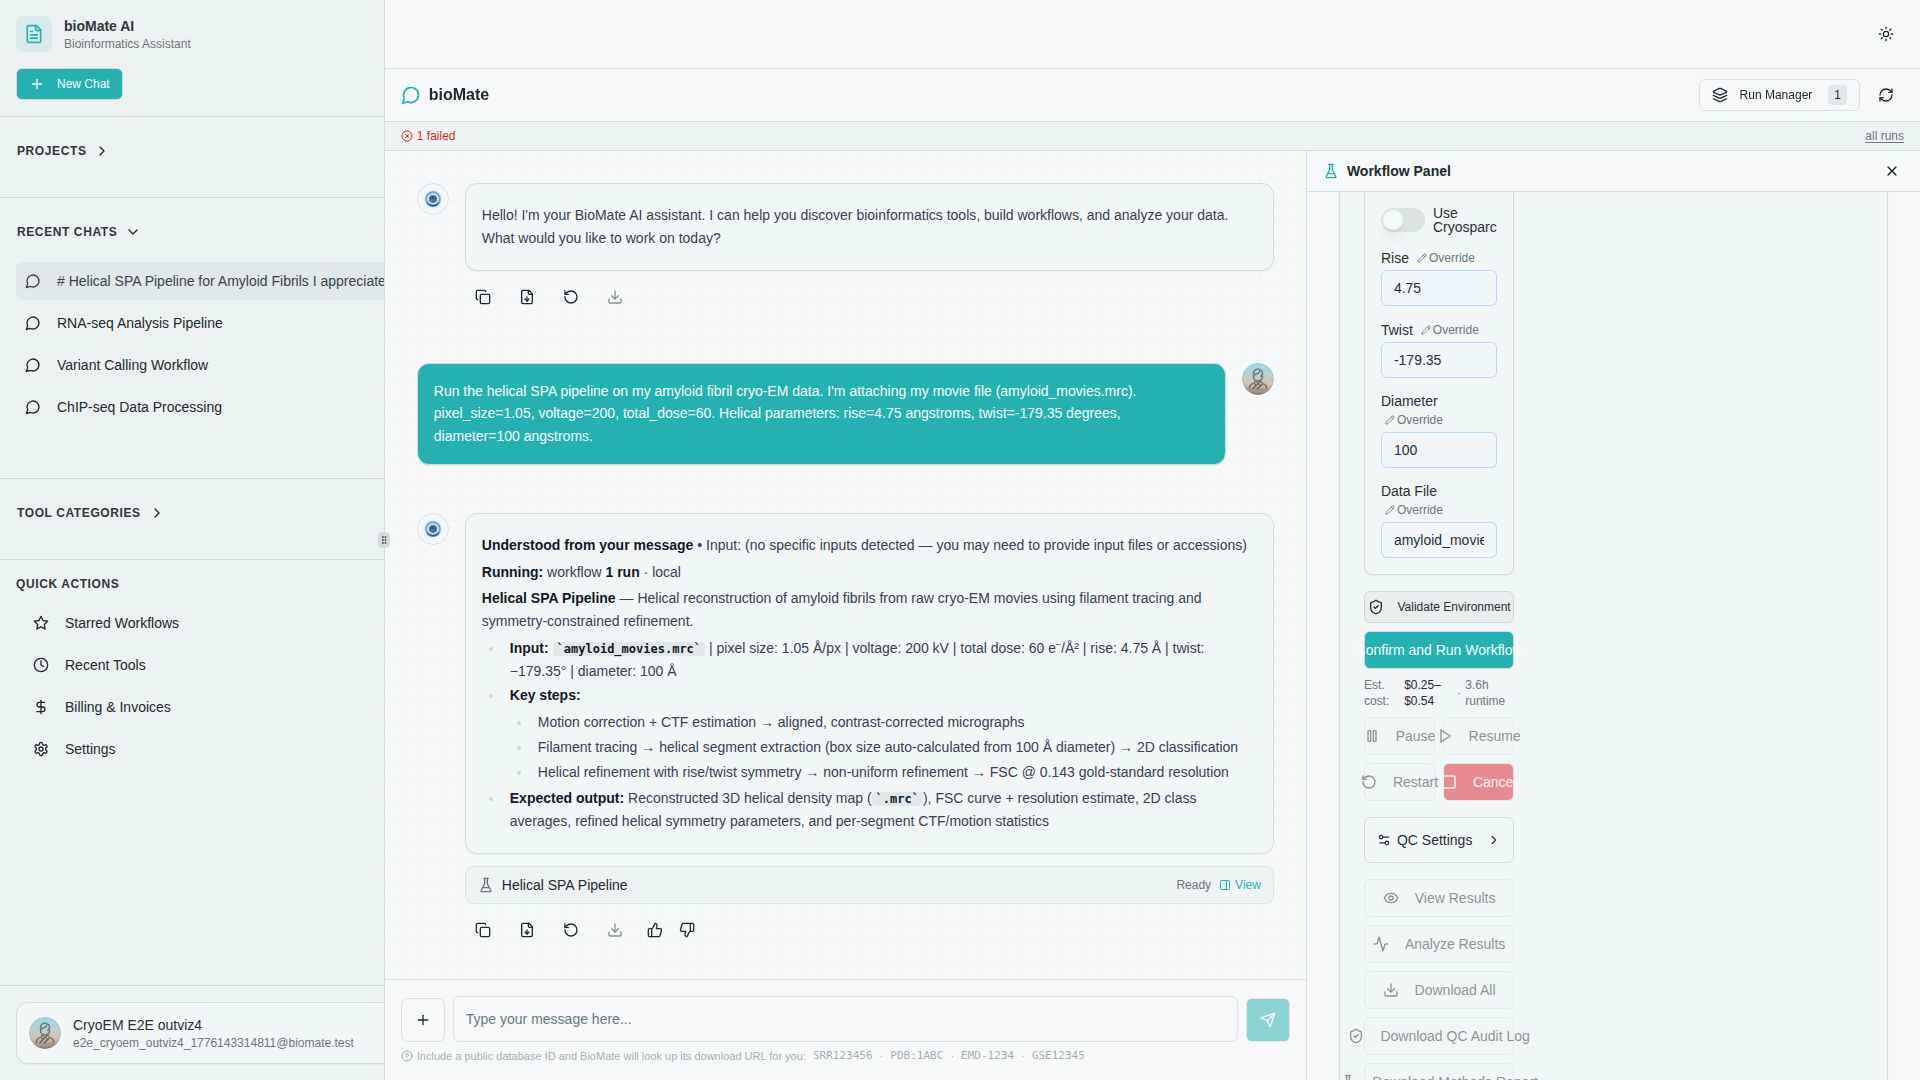 bioMate AI
Bioinformatics Assistant
New Chat
PROJECTS
RECENT CHATS
# Helical SPA Pipeline for Amyloid Fibrils I appreciate
RNA-seq Analysis Pipeline
Variant Calling Workflow
ChIP-seq Data Processing
TOOL CATEGORIES
QUICK ACTIONS
Starred Workflows
Recent Tools
Billing & Invoices
Settings
CryoEM E2E outviz4
e2e_cryoem_outviz4_1776143314811@biomate.test
bioMate
Run Manager 1
1 failed
all runs
Hello! I'm your BioMate AI assistant. I can help you discover bioinformatics tools, build workflows, and analyze your data.
What would you like to work on today?
Run the helical SPA pipeline on my amyloid fibril cryo-EM data. I'm attaching my movie file (amyloid_movies.mrc).
pixel_size=1.05, voltage=200, total_dose=60. Helical parameters: rise=4.75 angstroms, twist=-179.35 degrees,
diameter=100 angstroms.
Understood from your message • Input: (no specific inputs detected — you may need to provide input files or accessions)
Running: workflow 1 run · local
Helical SPA Pipeline — Helical reconstruction of amyloid fibrils from raw cryo-EM movies using filament tracing and
symmetry-constrained refinement.
Input: `amyloid_movies.mrc` | pixel size: 1.05 Å/px | voltage: 200 kV | total dose: 60 e⁻/Å² | rise: 4.75 Å | twist:
−179.35° | diameter: 100 Å
Key steps:
Motion correction + CTF estimation → aligned, contrast-corrected micrographs
Filament tracing → helical segment extraction (box size auto-calculated from 100 Å diameter) → 2D classification
Helical refinement with rise/twist symmetry → non-uniform refinement → FSC @ 0.143 gold-standard resolution
Expected output: Reconstructed 3D helical density map (`.mrc`), FSC curve + resolution estimate, 2D class
averages, refined helical symmetry parameters, and per-segment CTF/motion statistics
Helical SPA Pipeline
Ready View
Type your message here...
Include a public database ID and BioMate will look up its download URL for you: SRR123456 · PDB:1ABC · EMD-1234 · GSE12345
Workflow Panel
Use
Cryosparc
Rise Override
4.75
Twist Override
-179.35
Diameter
Override
100
Data File
Override
amyloid_movie
Validate Environment
onfirm and Run Workflo
Est.
cost:
$0.25–
$0.54
·
3.6h
runtime
Pause
Resume
Restart
Cance
QC Settings
View Results
Analyze Results
Download All
Download QC Audit Log
Download Methods Report